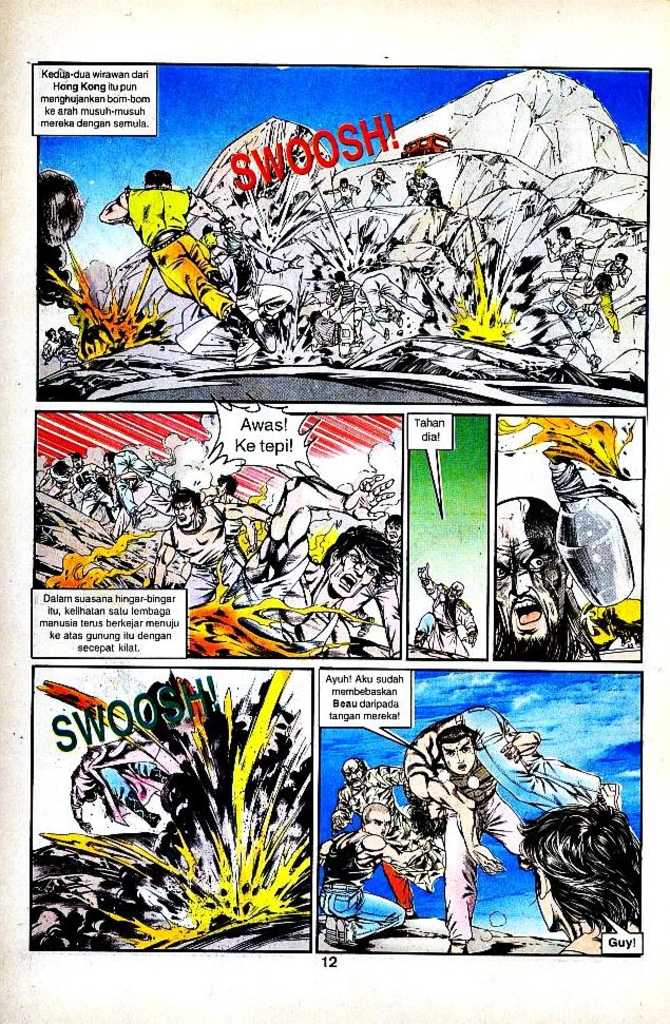 Kedua-dua wirawan dari
Hong Kong itu pun
menghujankan bom-bom
ke arah musuh-musuh
mereka dengan semula.
SWOOSH!
Awas!
Ke tepi!
Tahan
dia!
Dalam suasana hingar-bingar
itu, kelihatan satu lembaga
manusia berkejar menuju
ke atas gunung itu dengan
secepat kilat.
SWOOSH!
Ayuh! Aku sudah
membebaskan
Beau daripada
tangan mereka!
Guy!
12